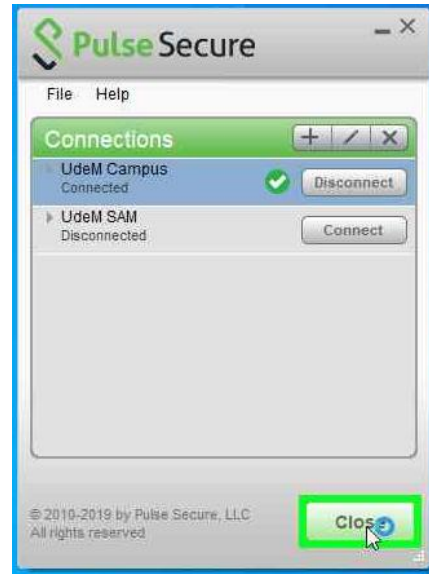 Pulse Secure
File Help
Connections
UdeM Campus
Connected
Disconnect
UdeM SAM
Disconnected
Connect
© 2010-2019 by Pulse Secure, LLC
All rights reserved
Close